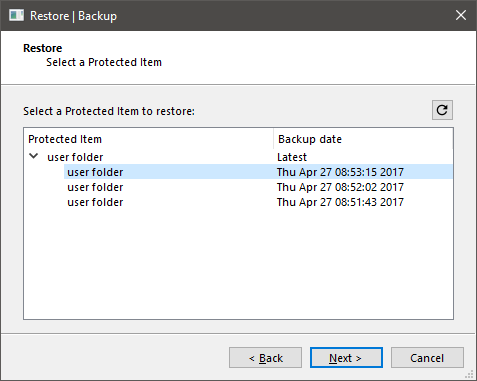 Restore | Backup
Restore
Select a Protected Item
Select a Protected Item to restore:
Protected Item Backup date
user folder Latest
user folder Thu Apr 27 08:53:15 2017
user folder Thu Apr 27 08:52:02 2017
user folder Thu Apr 27 08:51:43 2017
< Back Next > Cancel